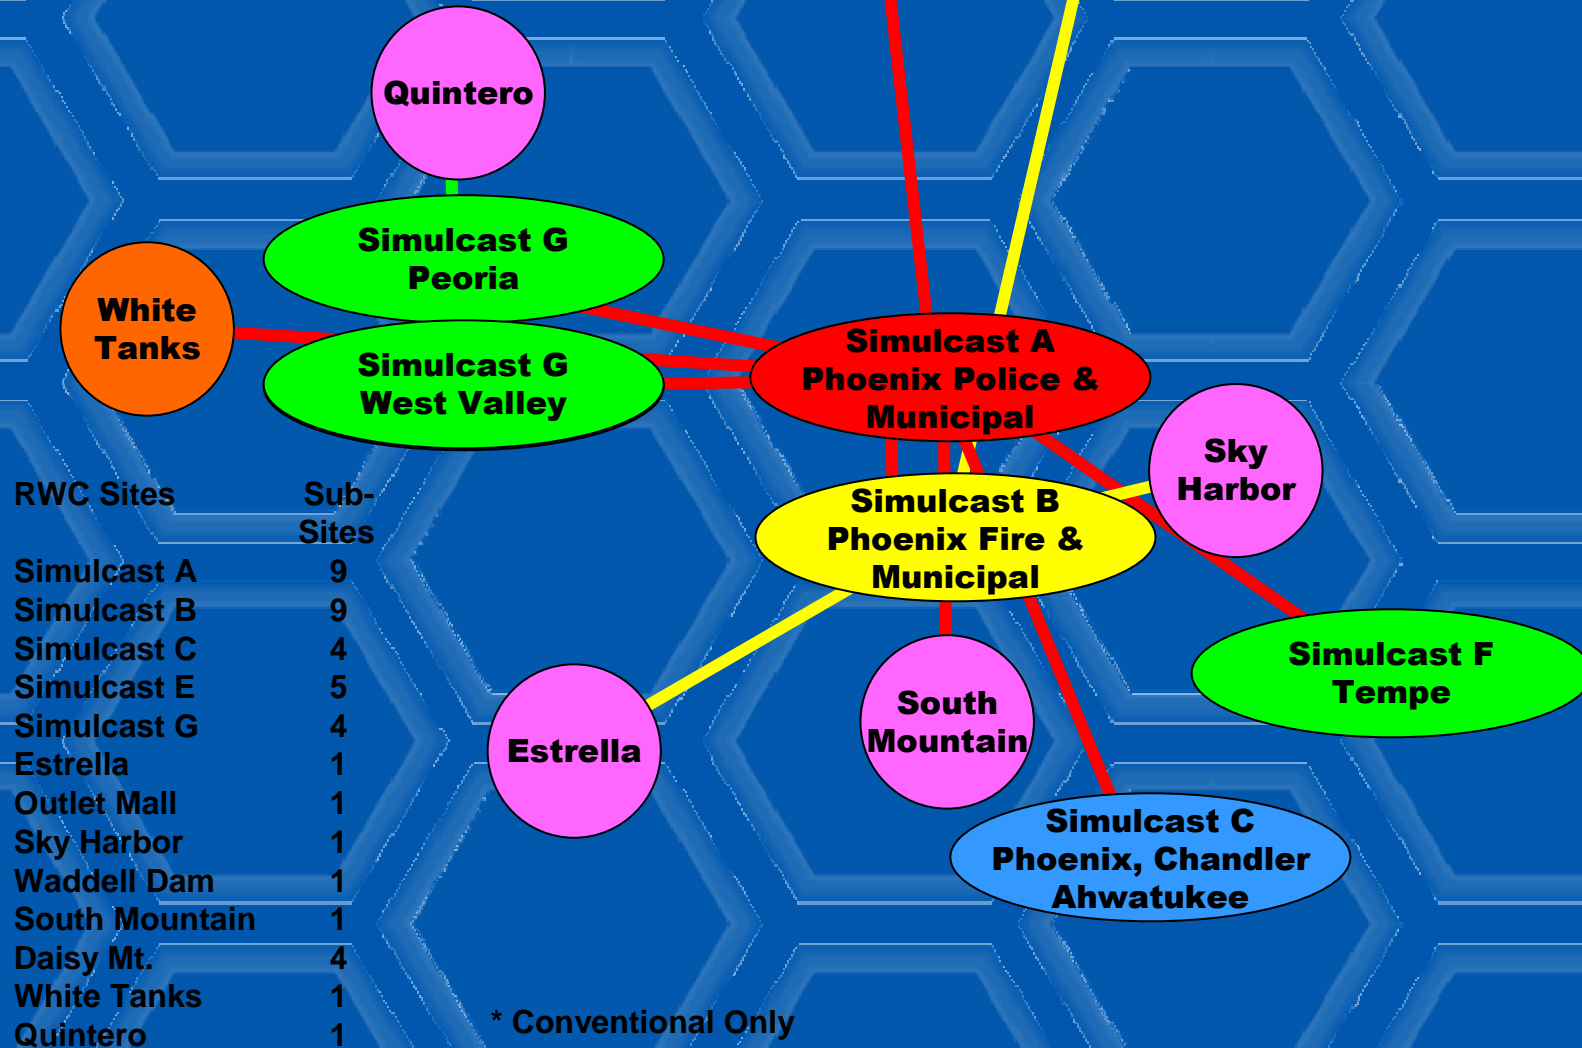 Quintero
Simulcast G
Peoria
White
Tanks
Simulcast G
West Valley
Simulcast A
Phoenix Police &
Municipal
Sky
Harbor
Simulcast B
Phoenix Fire &
Municipal
Simulcast F
Tempe
South
Mountain
Estrella
Simulcast C
Phoenix, Chandler
Ahwatukee
RWC Sites Sub-
Sites
Simulcast A 9
Simulcast B 9
Simulcast C 4
Simulcast E 5
Simulcast G 4
Estrella 1
Outlet Mall 1
Sky Harbor 1
Waddell Dam 1
South Mountain 1
Daisy Mt. 4
White Tanks 1
Quintero 1
* Conventional Only